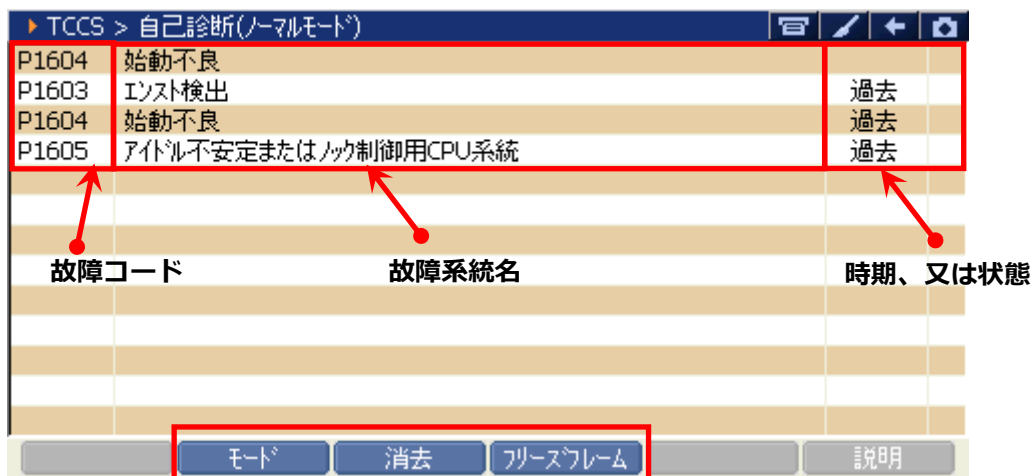 TCCS > 自己診断(ﾉｰﾏﾙﾓｰﾄﾞ)
P1604 始動不良
P1603 ｴﾝｽﾄ検出 過去
P1604 始動不良 過去
P1605 ｱｲﾄﾞﾙ不安定またはﾉｯｸ制御用CPU系統 過去
故障コード 故障系統名 時期、又は状態
ﾓｰﾄﾞ 消去 ﾌﾘｰｽﾞﾌﾚｰﾑ 説明